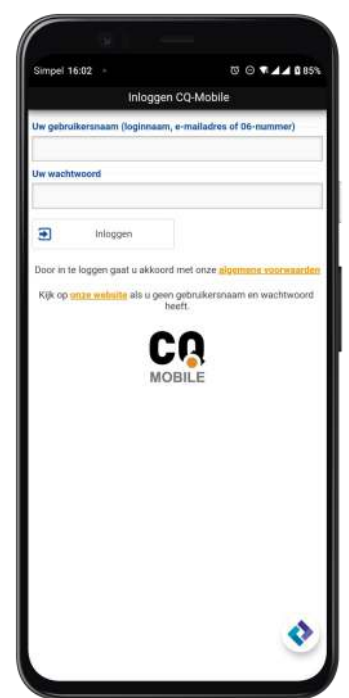 Simpel 16:02
85%
Inloggen CQ-Mobile
Uw gebruikersnaam (loginnaam, e-mailadres of 06-nummer)
Uw wachtwoord
Inloggen
Door in te loggen gaat u akkoord met onze algemene voorwaarden
Kijk op onze website als u geen gebruikersnaam en wachtwoord
heeft.
CQ
MOBILE